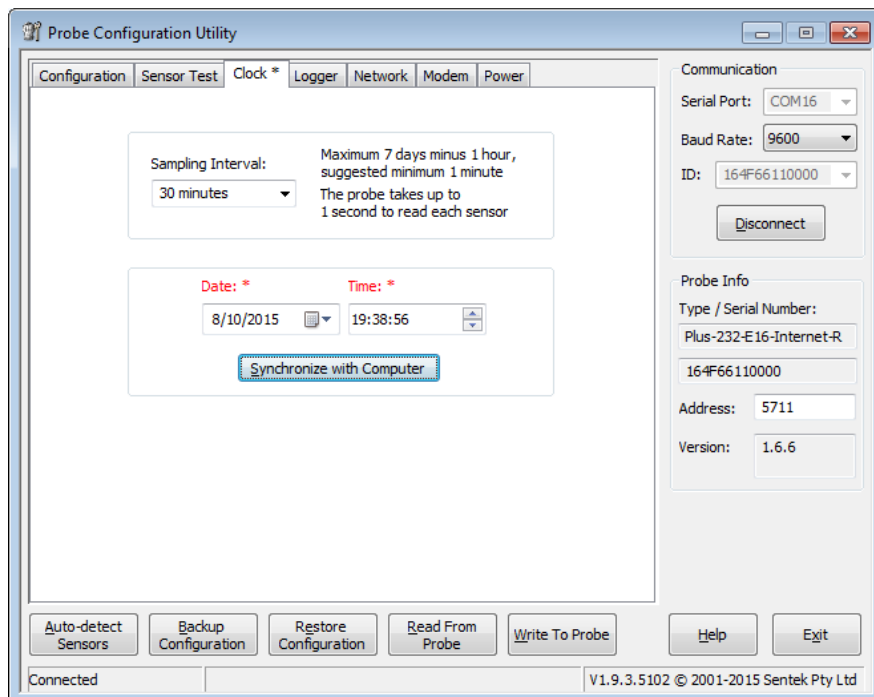 Probe Configuration Utility
Configuration Sensor Test Clock * Logger Network Modem Power
Sampling Interval:
30 minutes
Maximum 7 days minus 1 hour,
suggested minimum 1 minute
The probe takes up to
1 second to read each sensor
Date: * Time: *
8/10/2015 19:38:56
Synchronize with Computer
Communication
Serial Port: COM16
Baud Rate: 9600
ID: 164F66110000
Disconnect
Probe Info
Type / Serial Number:
Plus-232-E16-Internet-R
164F66110000
Address: 5711
Version: 1.6.6
Auto-detect
Sensors
Backup
Configuration
Restore
Configuration
Read From
Probe
Write To Probe
Help
Exit
Connected
V1.9.3.5102 © 2001-2015 Sentek Pty Ltd